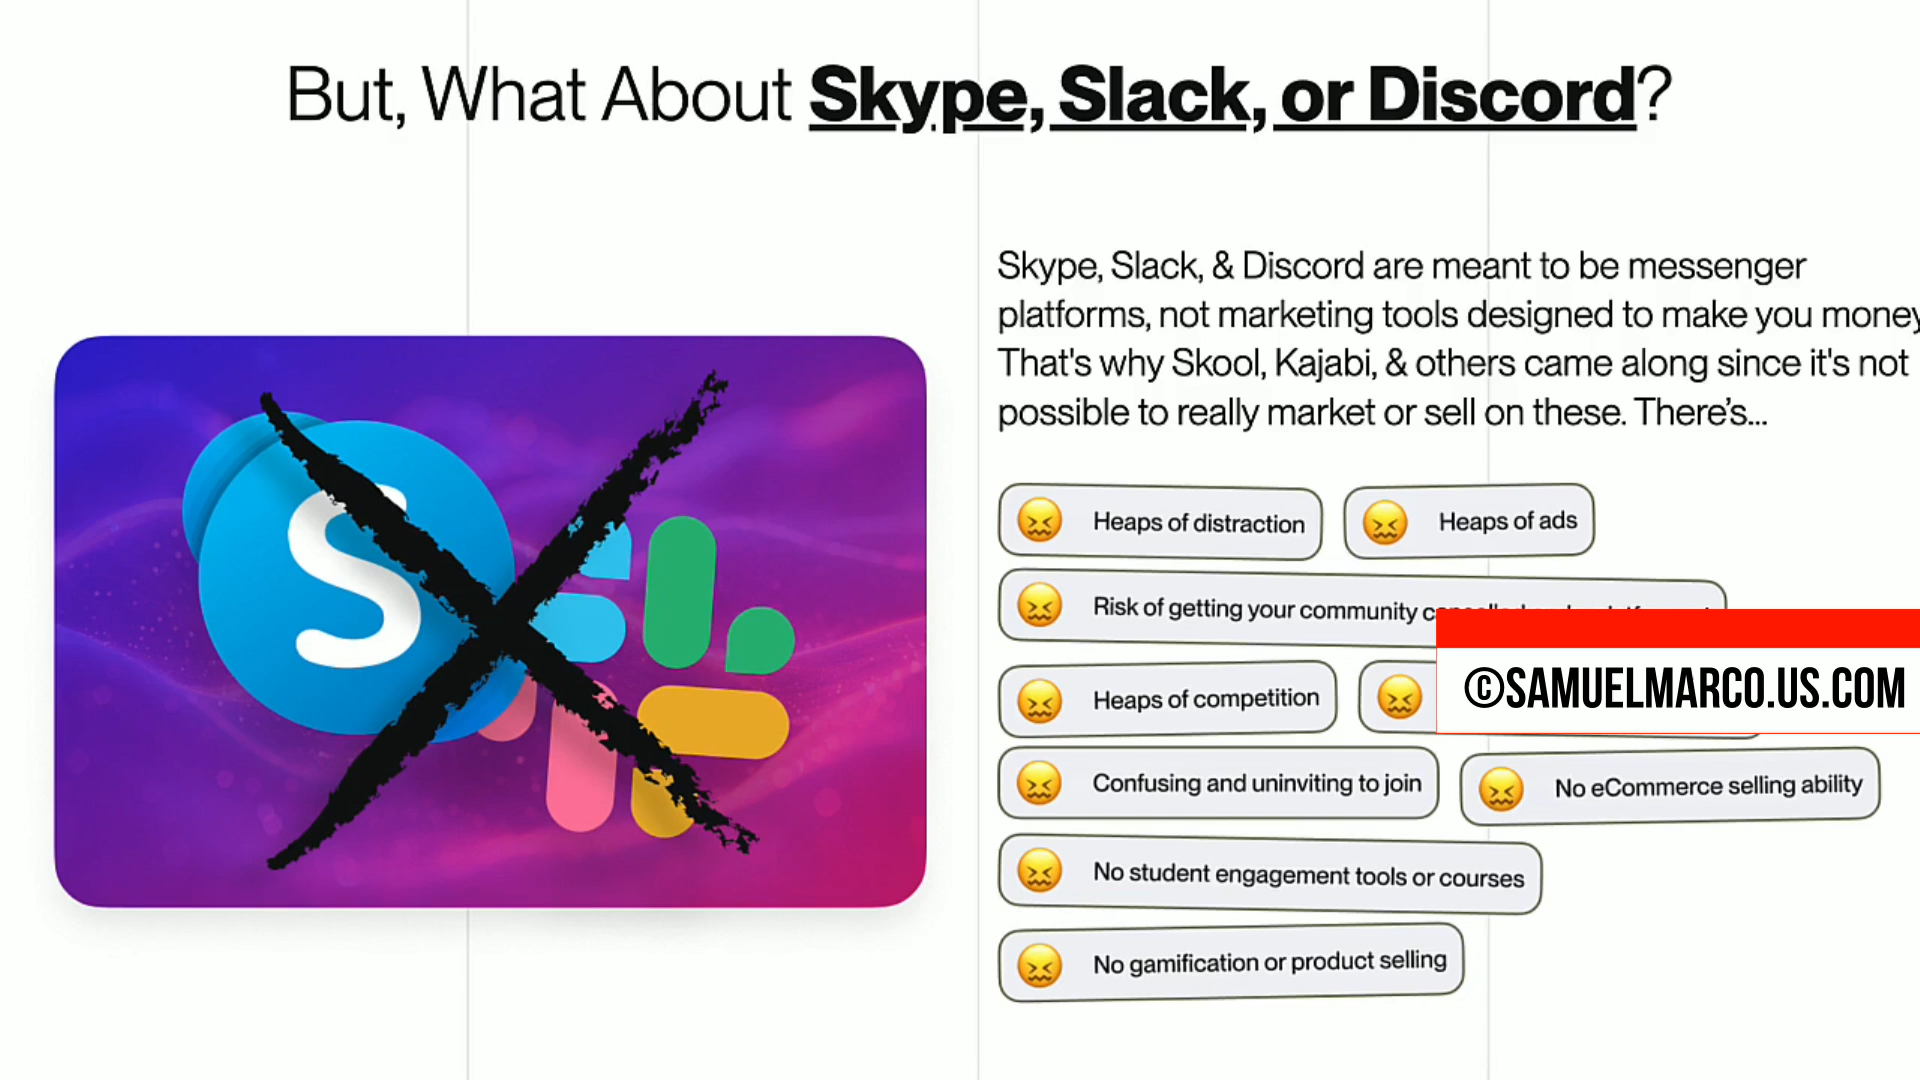 But, What About Skype, Slack, or Discord?
Skype, Slack, & Discord are meant to be messenger
platforms, not marketing tools designed to make you money
That's why Skool, Kajabi, & others came along since it's not
possible to really market or sell on these. There's...
Heaps of distraction
Heaps of ads
Risk of getting your community
Heaps of competition
©SAMUELMARCO.US.COM
Confusing and uninviting to join
No eCommerce selling ability
No student engagement tools or courses
No gamification or product selling
S